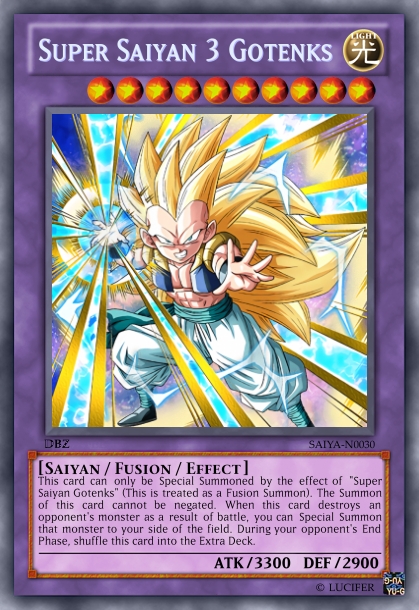 SUPER SAIYAN 3 GOTENKS
LIGHT
光
DBZ
SAIYA-N0030
[SAIYAN / FUSION / EFFECT]
This card can only be Special Summoned by the effect of "Super
Saiyan Gotenks" (This is treated as a Fusion Summon). The Summon
of this card cannot be negated. When this card destroys an
opponent's monster as a result of battle, you can Special Summon
that monster to your side of the field. During your opponent's End
Phase, shuffle this card into the Extra Deck.
ATK/3300 DEF/2900
© LUCIFER